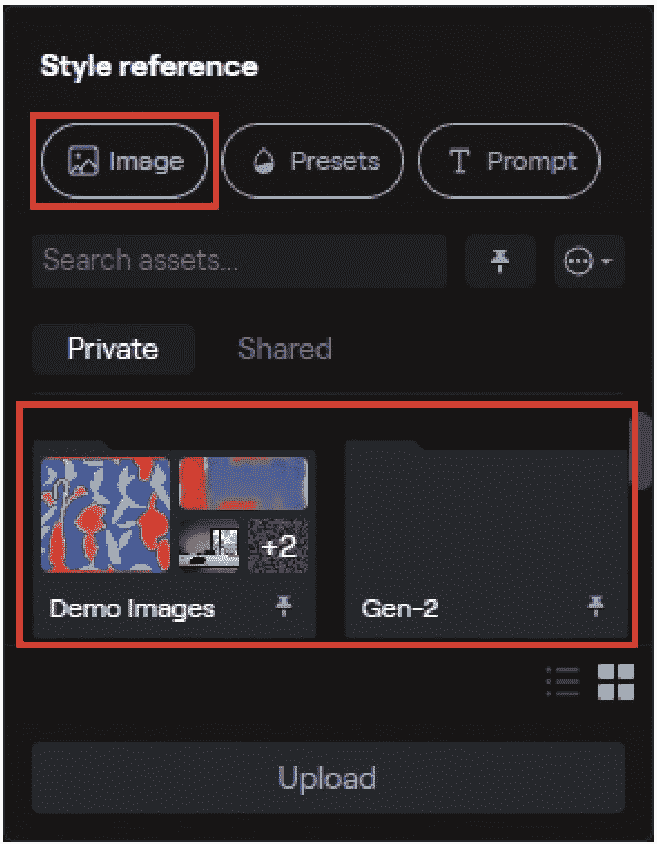 Style reference
Image Presets Prompt
Search assets...
Private Shared
+2
Demo Images Gen-2
Upload